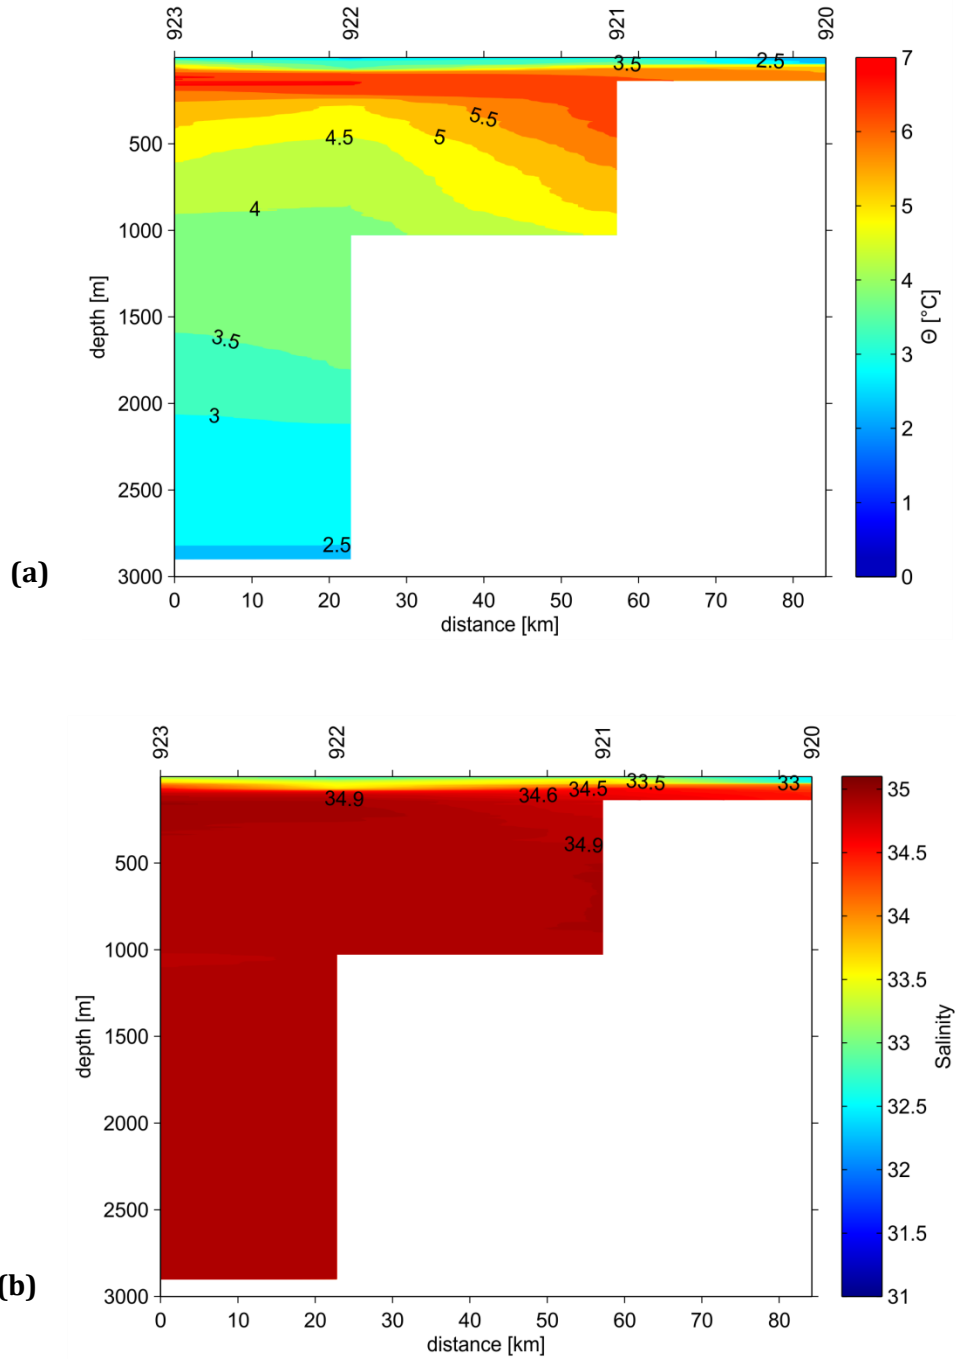 923 922 921 920
3.5 2.5
7
500 4.5 5 5.5 6
4 5
1000
depth [m] 1500 3.5 4 Θ [°C]
3
2000 3
2
2500
1
(a) 2.5
3000 0
0 10 20 30 40 50 60 70 80
distance [km]
923 922 921 920
34.9 34.6 34.5 33.5 33
35
500 34.9 34.5
1000 34
depth [m] 1500 33.5 Salinity
33
2000 32.5
2500 32
31.5
(b)
3000 31
0 10 20 30 40 50 60 70 80
distance [km]